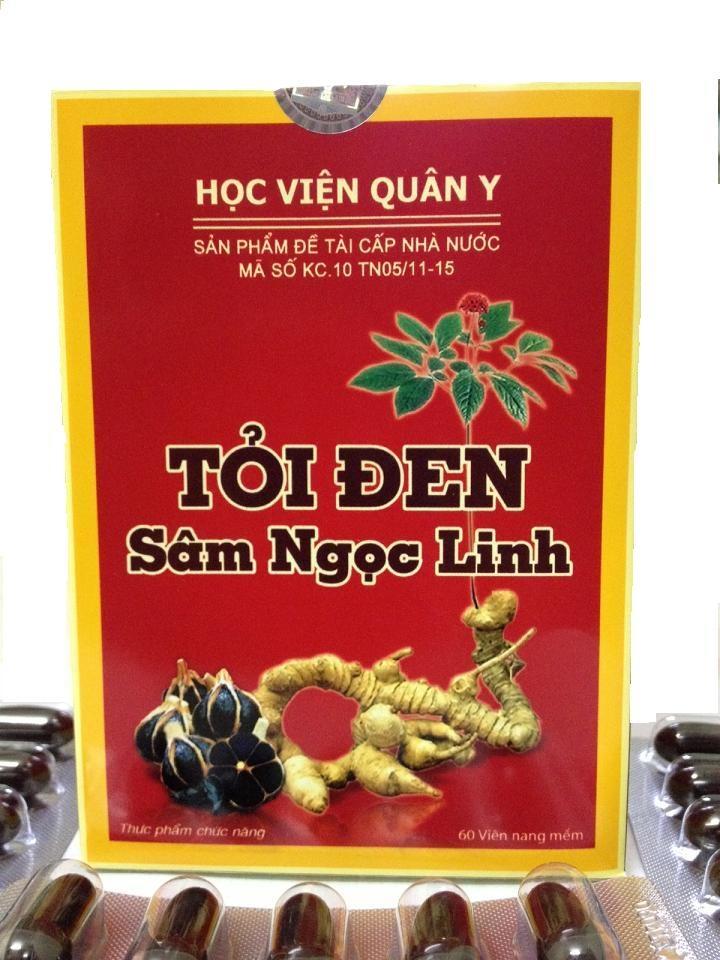 HỌC VIỆN QUÂN Y
SẢN PHẨM ĐỀ TÀI CẤP NHÀ NƯỚC
MÃ SỐ KC.10 TN05/11-15
TỎI ĐEN
Sâm Ngọc Linh
Thực phẩm chức năng
60 Viên nang mềm